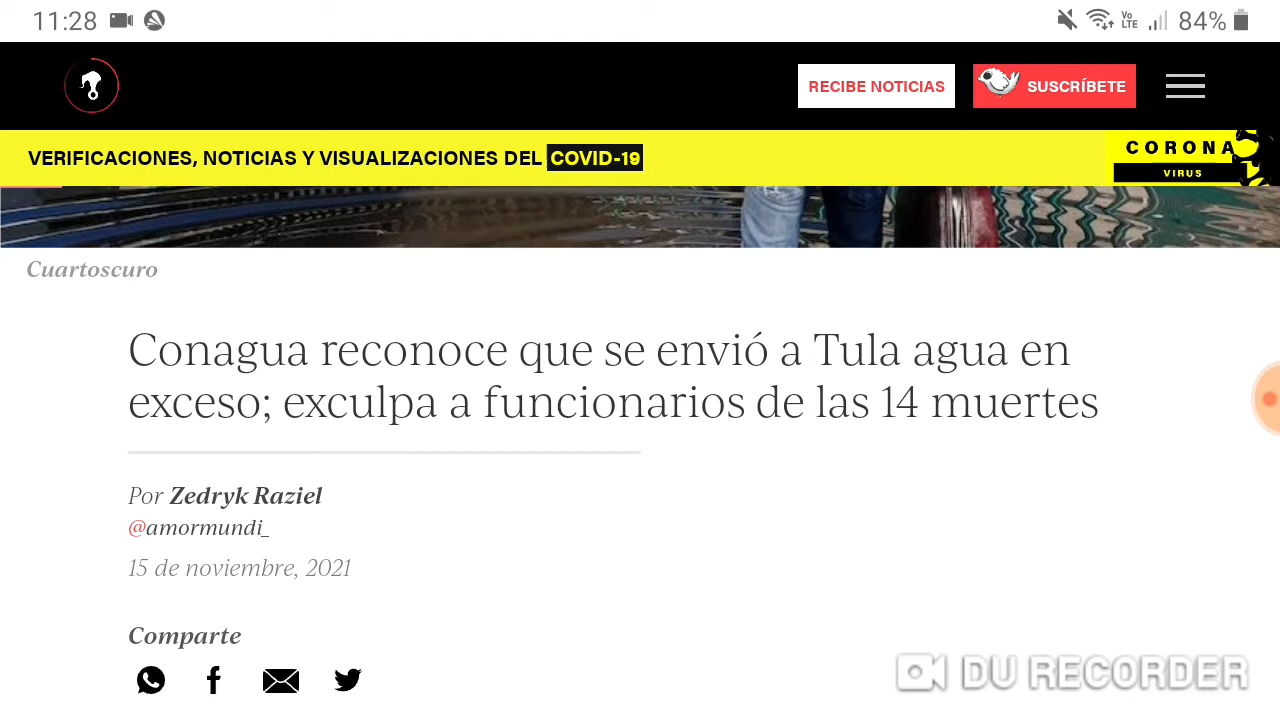 11:28
Vo LTE 84%
RECIBE NOTICIAS
SUSCRÍBETE
VERIFICACIONES, NOTICIAS Y VISUALIZACIONES DEL COVID-19
CORONA
VIRUS
Cuartoscuro
Conagua reconoce que se envió a Tula agua en
exceso; exculpa a funcionarios de las 14 muertes
Por Zedryk Raziel
@amormundi_
15 de noviembre, 2021
Comparte
DU RECORDER